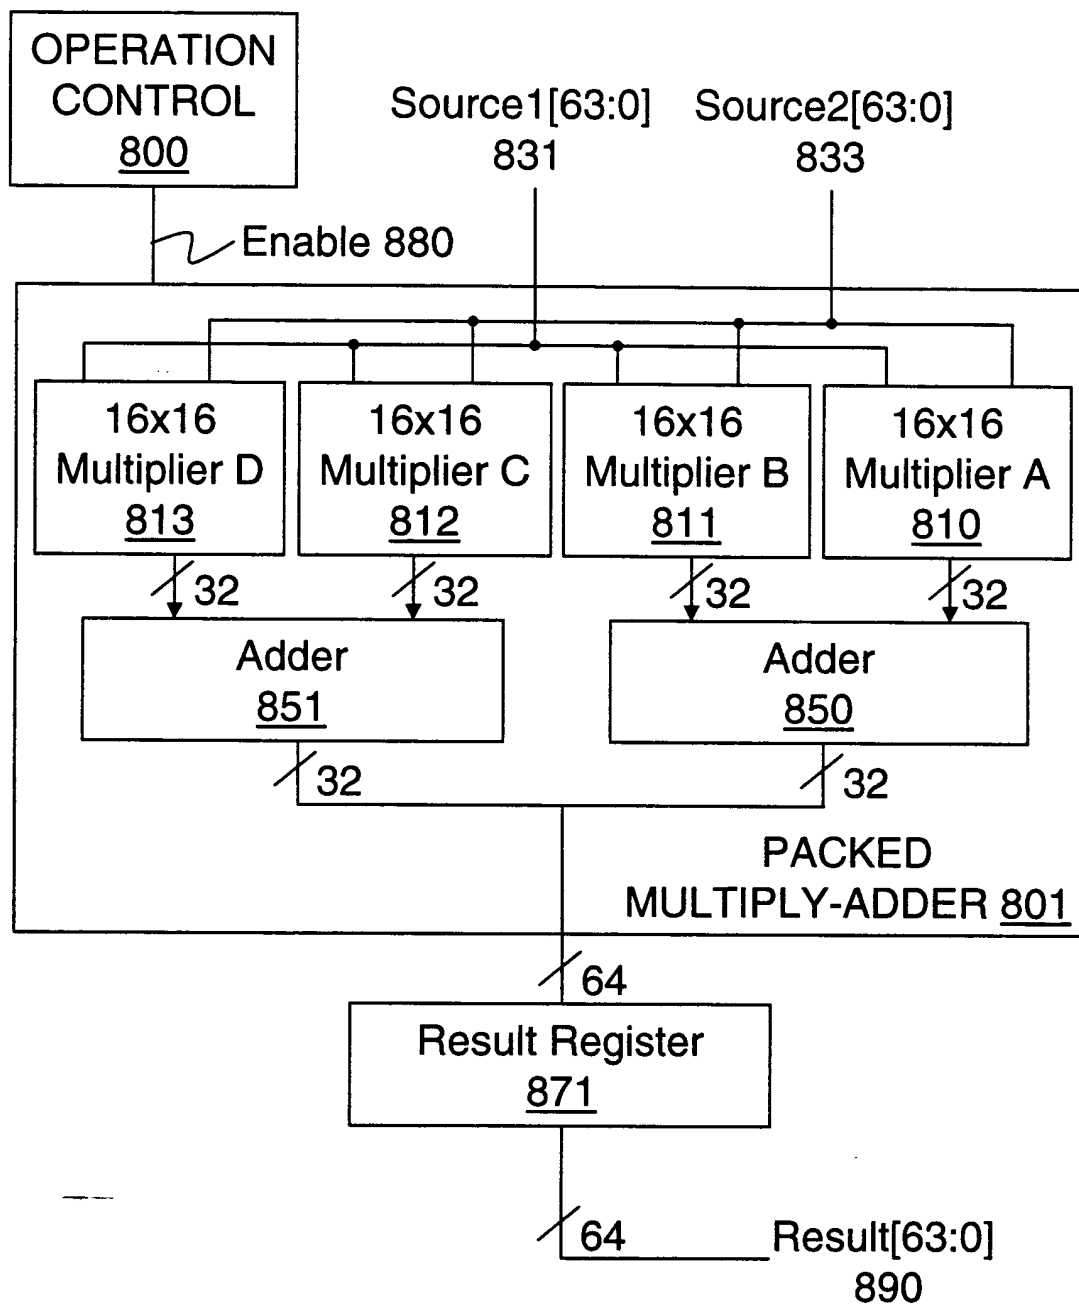 OPERATION
CONTROL
800
Source1[63:0]
831
Source2[63:0]
833
Enable 880
16x16
Multiplier D
813
16x16
Multiplier C
812
16x16
Multiplier B
811
16x16
Multiplier A
810
32
32
32
32
Adder
851
Adder
850
32
32
PACKED
MULTIPLY-ADDER 801
64
Result Register
871
64
Result[63:0]
890